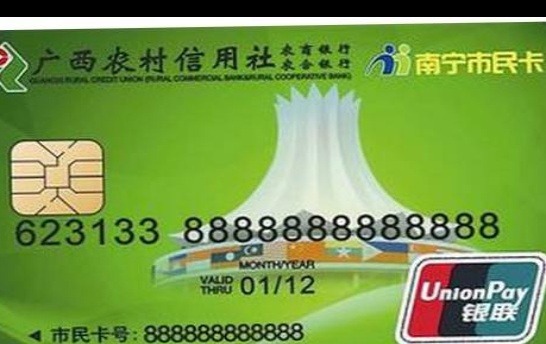 广西农村信用社 农商银行 农合银行 南宁市民卡
GUANGXI RURAL CREDIT UNION (RURAL COMMERCIAL BANK&RURAL COOPERATIVE BANK)
623133 8888888888888
MONTH/YEAR
VALID THRU 01/12
UnionPay
银联
市民卡号: 888888888888